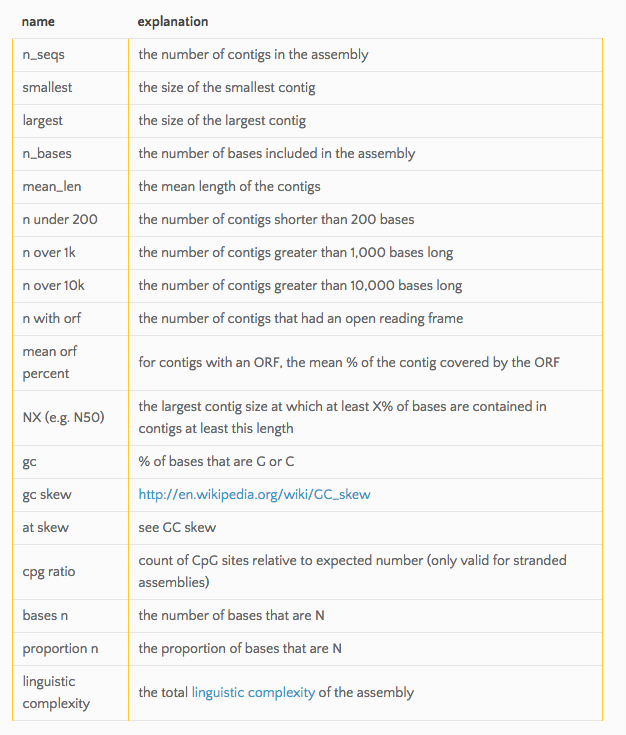 name explanation
n_seqs the number of contigs in the assembly
smallest the size of the smallest contig
largest the size of the largest contig
n_bases the number of bases included in the assembly
mean_len the mean length of the contigs
n under 200 the number of contigs shorter than 200 bases
n over 1k the number of contigs greater than 1,000 bases long
n over 10k the number of contigs greater than 10,000 bases long
n with orf the number of contigs that had an open reading frame
mean orf
percent
for contigs with an ORF, the mean % of the contig covered by the ORF
NX (e.g. N50)
the largest contig size at which at least X% of bases are contained in
contigs at least this length
gc % of bases that are G or C
gc skew http://en.wikipedia.org/wiki/GC_skew
at skew see GC skew
cpg ratio
count of CpG sites relative to expected number (only valid for stranded
assemblies)
bases n the number of bases that are N
proportion n the proportion of bases that are N
linguistic
complexity
the total linguistic complexity of the assembly